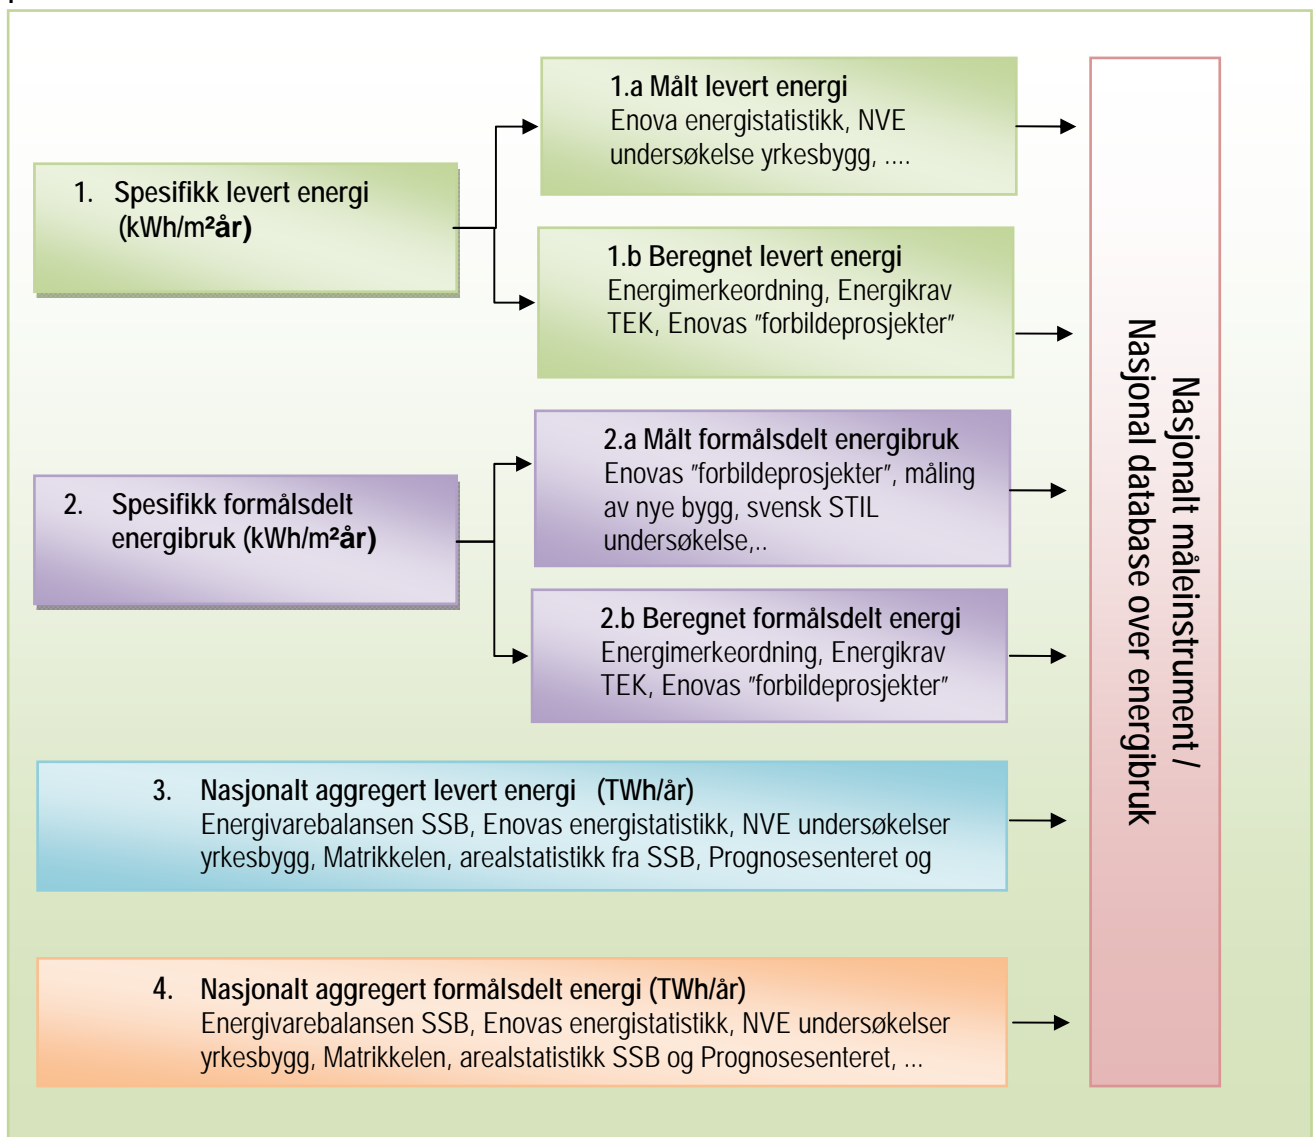 1.a Målt levert energi
Enova energistatistikk, NVE
undersøkelse yrkesbygg, ....
1. Spesifikk levert energi
(kWh/m²år)
1.b Beregnet levert energi
Energimerkeordning, Energikrav
TEK, Enovas "forbildeprosjekter"
2.a Målt formålsdelt energibruk
Enovas "forbildeprosjekter", måling
av nye bygg, svensk STIL
undersøkelse,..
2. Spesifikk formålsdelt
energibruk (kWh/m²år)
2.b Beregnet formålsdelt energi
Energimerkeordning, Energikrav
TEK, Enovas "forbildeprosjekter"
3. Nasjonalt aggregert levert energi (TWh/år)
Energivarebalansen SSB, Enovas energistatistikk, NVE undersøkelser
yrkesbygg, Matrikkelen, arealstatistikk fra SSB, Prognosesenteret og
4. Nasjonalt aggregert formålsdelt energi (TWh/år)
Energivarebalansen SSB, Enovas energistatistikk, NVE undersøkelser
yrkesbygg, Matrikkelen, arealstatistikk SSB og Prognosesenteret, ...
Nasjonalt måleinstrument /
Nasjonal database over energibruk